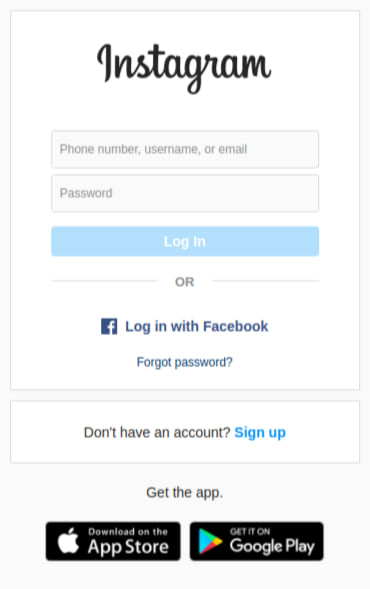 Instagram
Phone number, username, or email
Password
Log In
OR
Log in with Facebook
Forgot password?
Don't have an account? Sign up
Get the app.
Download on the
App Store
GET IT ON
Google Play